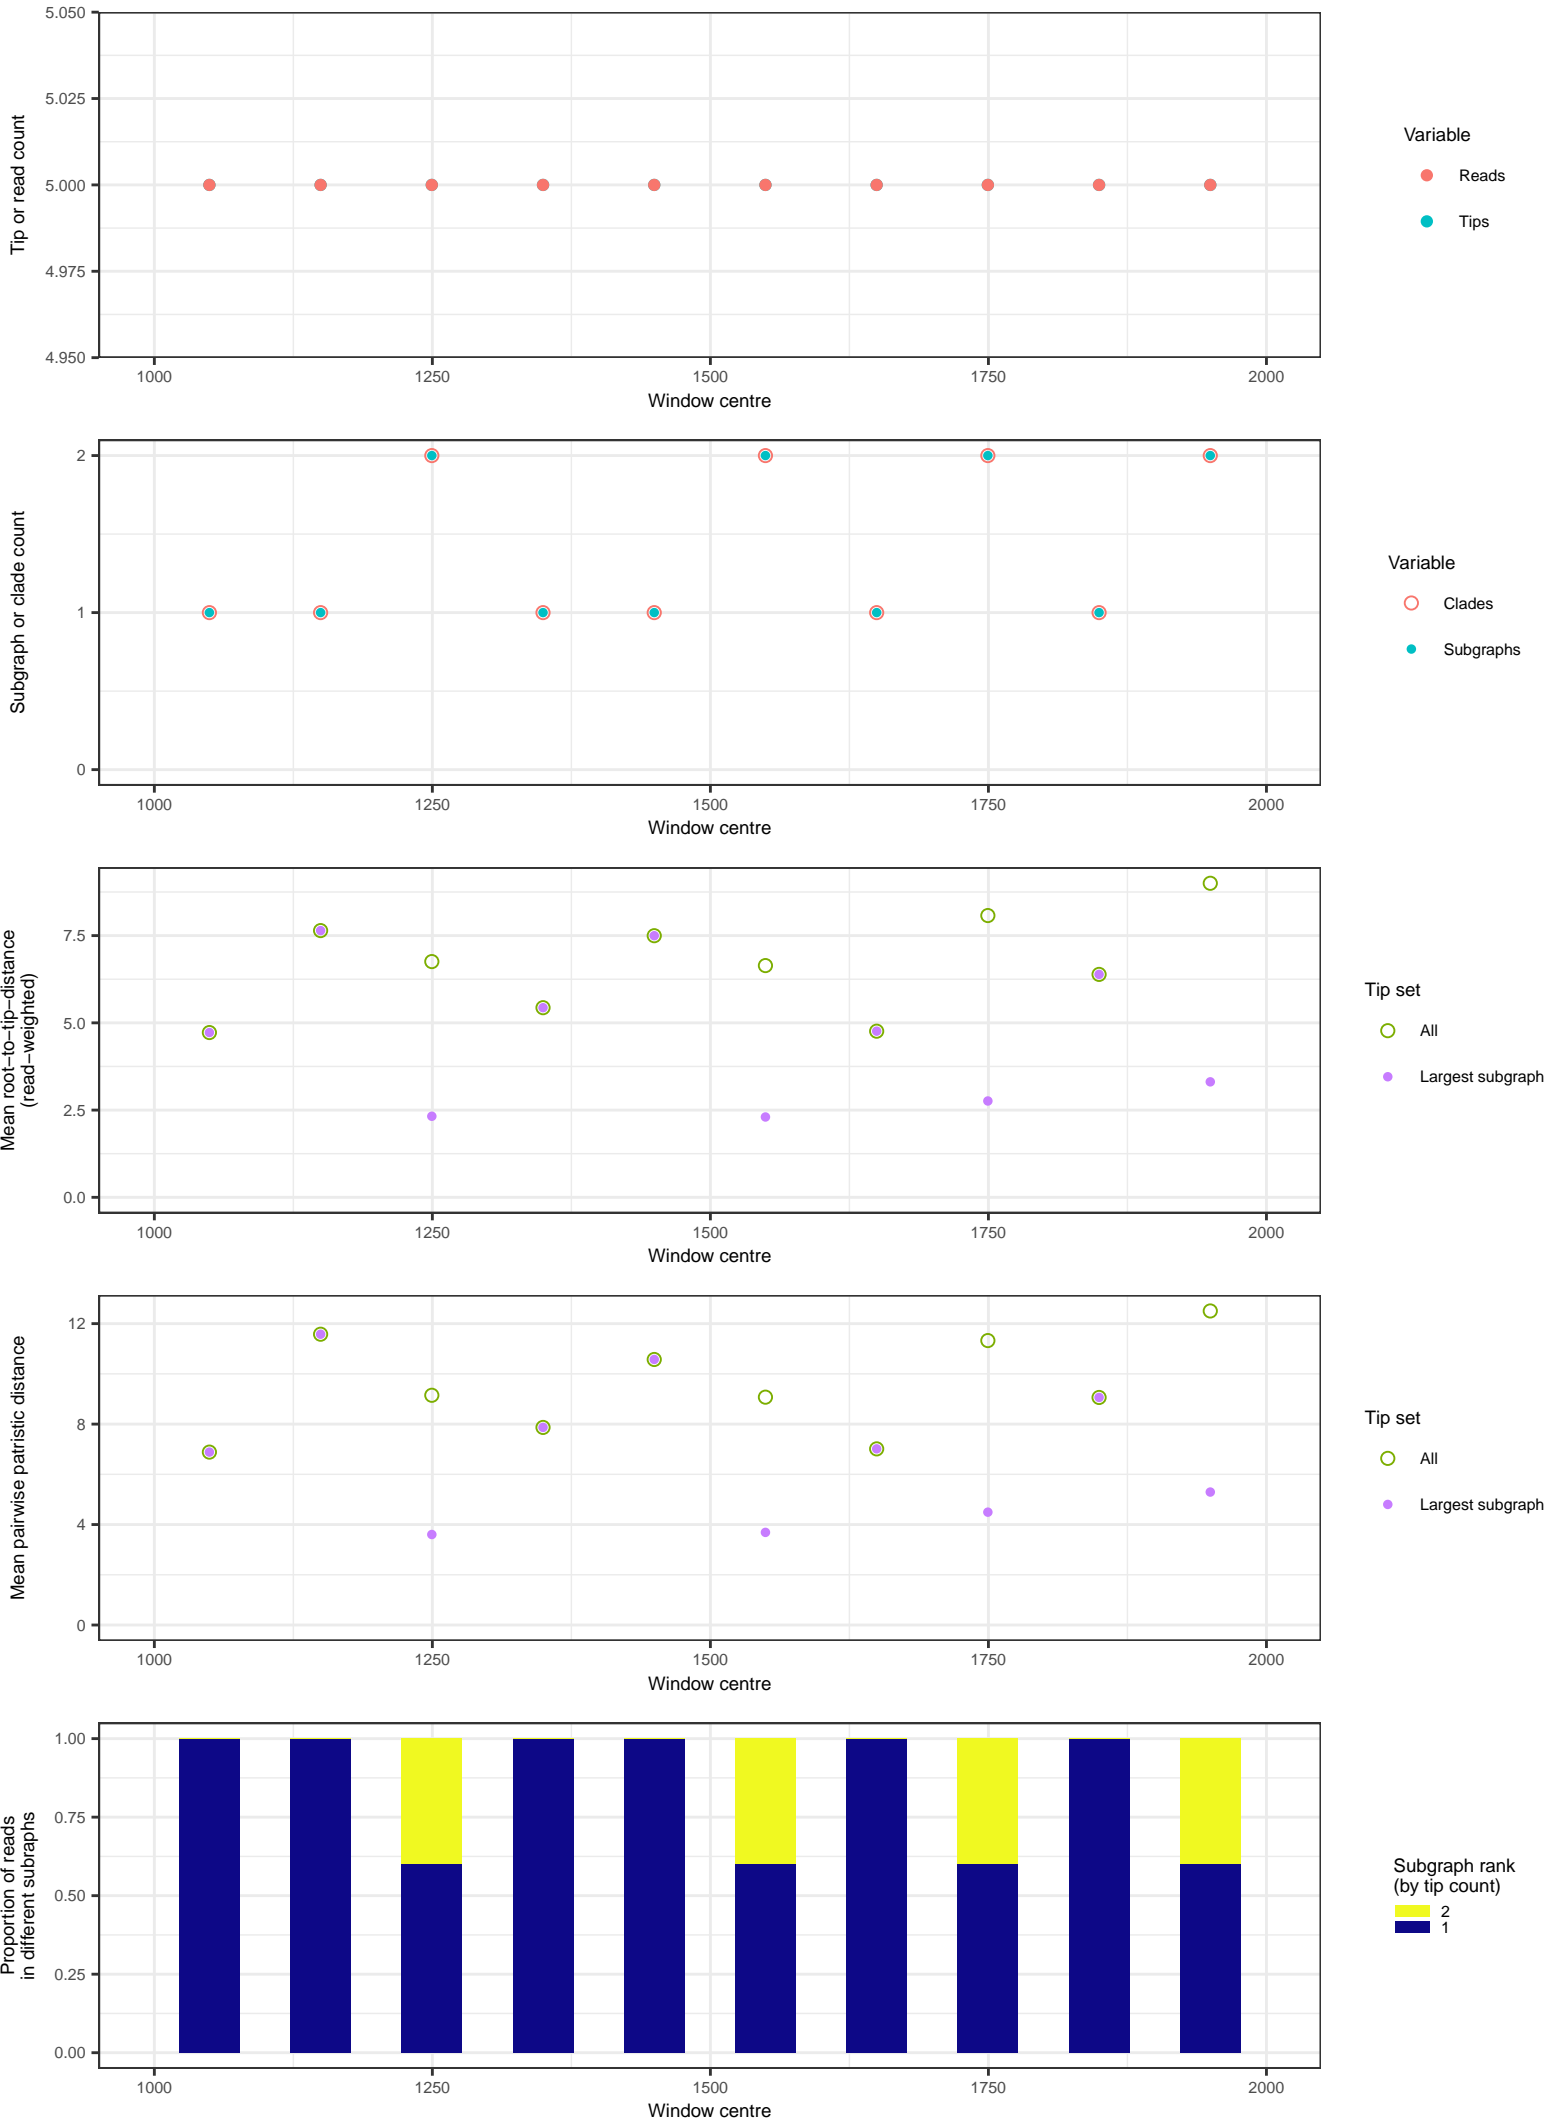 5.050
5.025
5.000
4.975
4.950
Tip or read count
1000 1250 1500 1750 2000
Window centre
Variable
Reads
Tips
2
1
0
Subgraph or clade count
1000 1250 1500 1750 2000
Window centre
Variable
Clades
Subgraphs
7.5
5.0
2.5
0.0
Mean root−to−tip−distance
(read−weighted)
1000 1250 1500 1750 2000
Window centre
Tip set
All
Largest subgraph
12
8
4
0
Mean pairwise patristic distance
1000 1250 1500 1750 2000
Window centre
Tip set
All
Largest subgraph
1.00
0.75
0.50
0.25
0.00
Proportion of reads
in different subraphs
1000 1250 1500 1750 2000
Window centre
Subgraph rank
(by tip count)
2
1